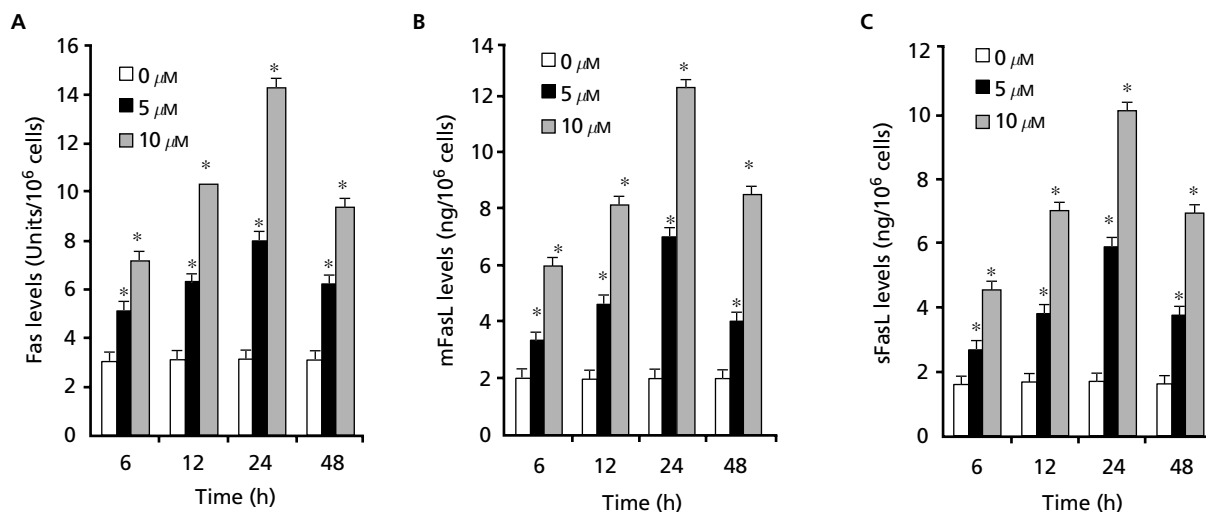 A
Fas levels (Units/10⁶ cells)
16
14
12
10
8
6
4
2
0
0 µM
5 µM
10 µM
*
*
*
*
*
*
*
*
6 12 24 48
Time (h)
B
mFasL levels (ng/10⁶ cells)
14
12
10
8
6
4
2
0
0 µM
5 µM
10 µM
*
*
*
*
*
*
*
*
6 12 24 48
Time (h)
C
sFasL levels (ng/10⁶ cells)
12
10
8
6
4
2
0
0 µM
5 µM
10 µM
*
*
*
*
*
*
*
*
6 12 24 48
Time (h)